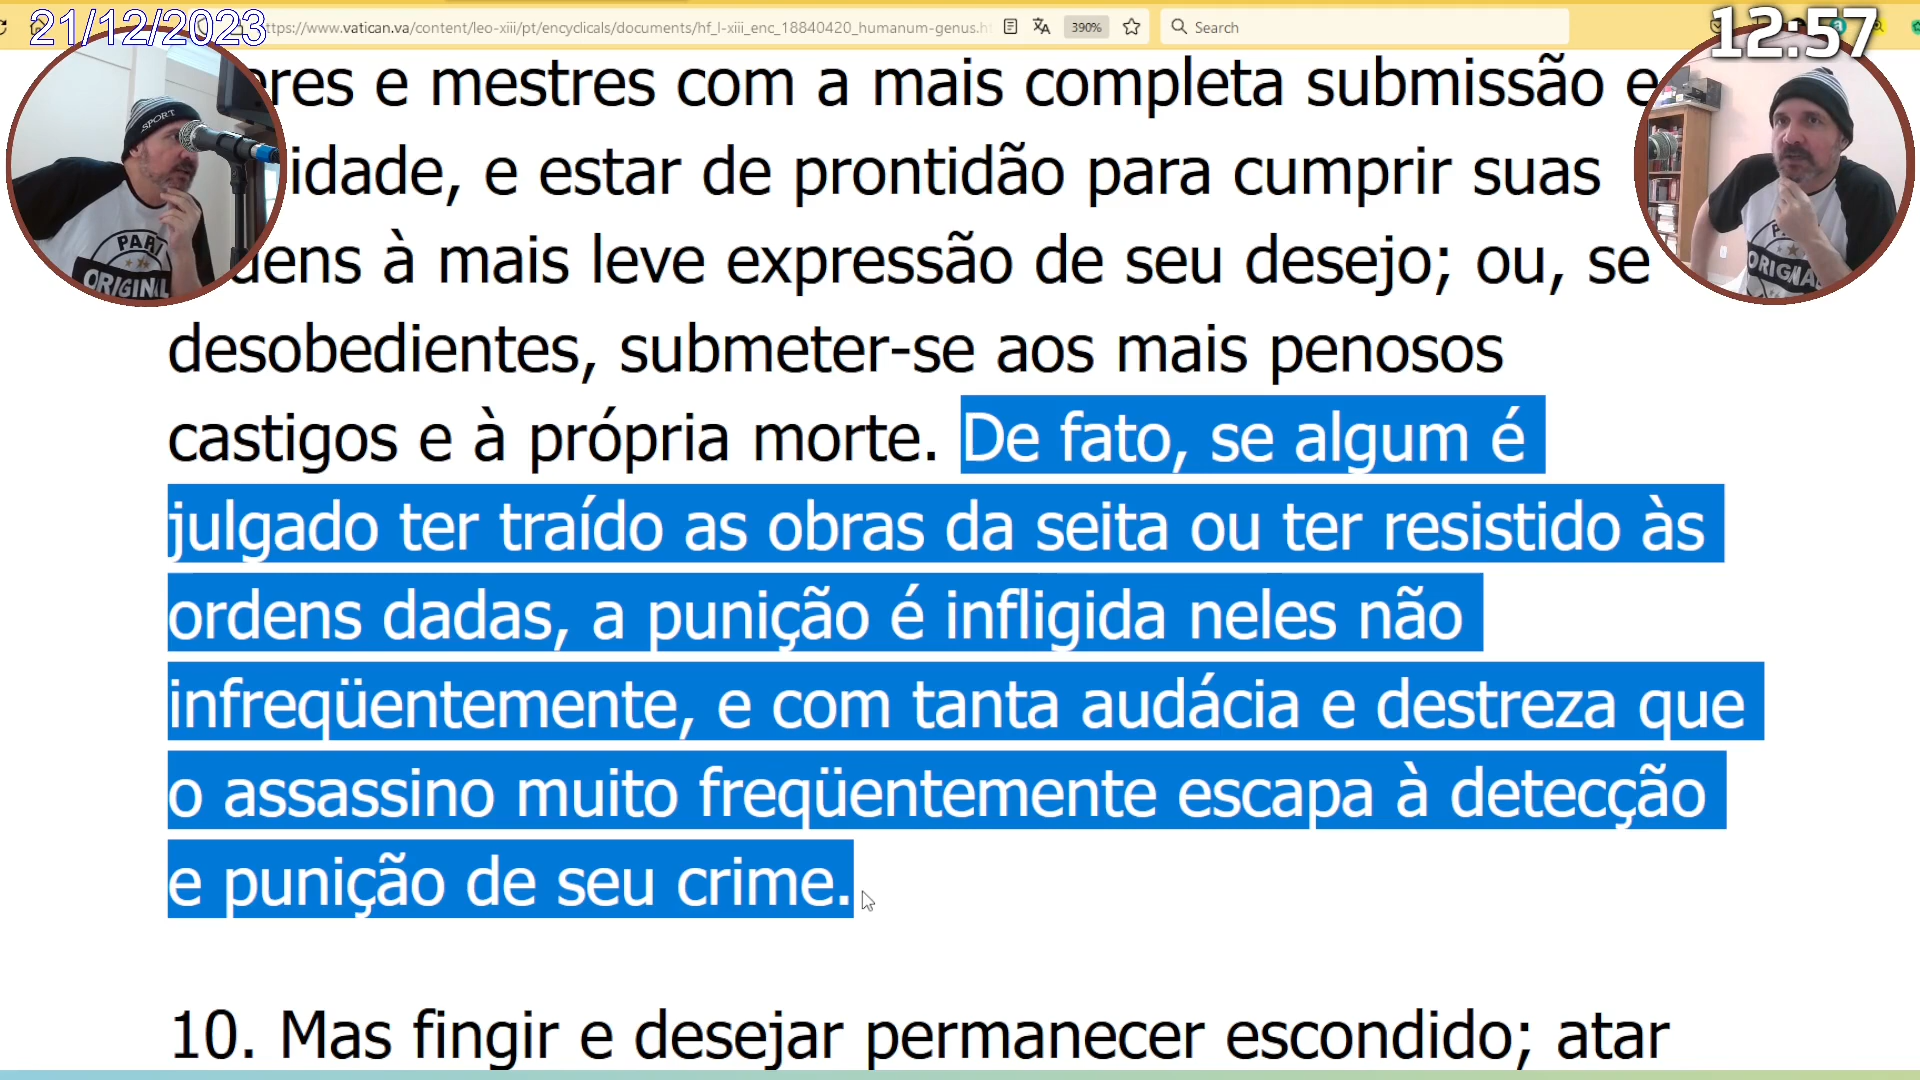 21/12/2023
ttps://www.vatican.va/content/leo-xiii/pt/encyclicals/documents/hf_l-xiii_enc_18840420_humanum-genus.h
390%
Search
12:57
res e mestres com a mais completa submissão e
idade, e estar de prontidão para cumprir suas
dens à mais leve expressão de seu desejo; ou, se
desobedientes, submeter-se aos mais penosos
castigos e à própria morte. De fato, se algum é
julgado ter traído as obras da seita ou ter resistido às
ordens dadas, a punição é infligida neles não
infreqüentemente, e com tanta audácia e destreza que
o assassino muito freqüentemente escapa à detecção
e punição de seu crime.
10. Mas fingir e desejar permanecer escondido; atar
SPORT
PARI
ORIGINAL
ORIGINA